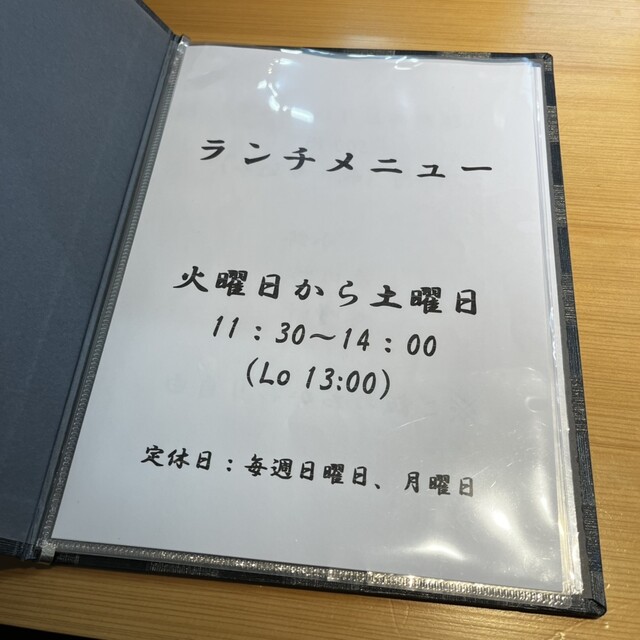 ランチメニュー
火曜日から土曜日
11：30～14：00
(Lo 13:00)
定休日：毎週日曜日、月曜日